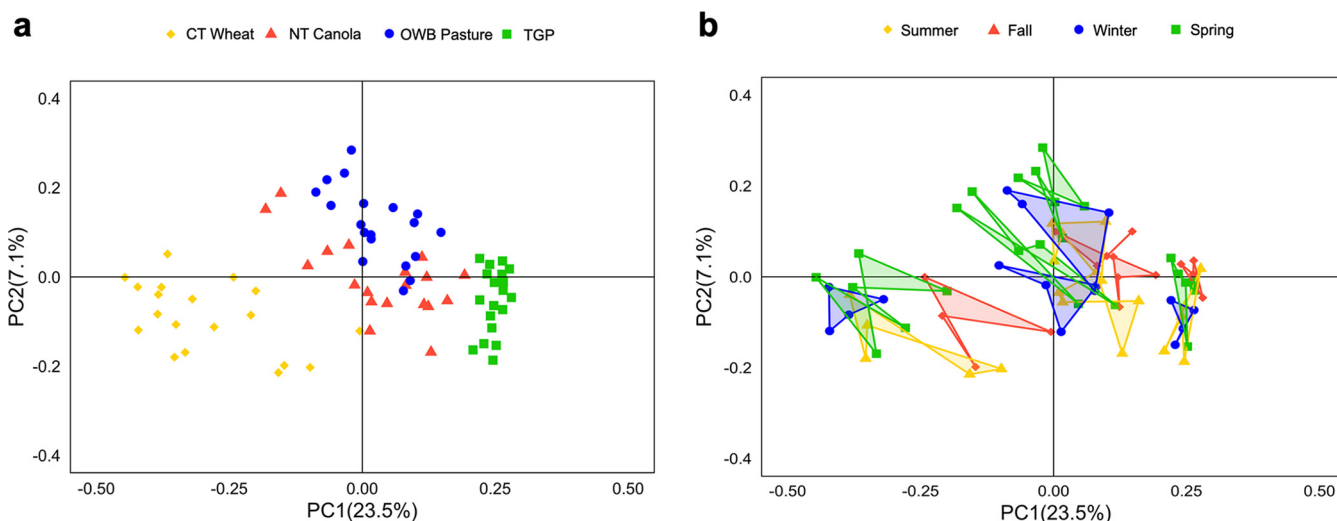 a
CT Wheat NT Canola OWB Pasture TGP
0.4
0.2
0.0
-0.2
-0.4
PC2(7.1%)
-0.50 -0.25 0.00 0.25 0.50
PC1(23.5%)
b
Summer Fall Winter Spring
0.4
0.2
0.0
-0.2
-0.4
PC2(7.1%)
-0.50 -0.25 0.00 0.25 0.50
PC1(23.5%)